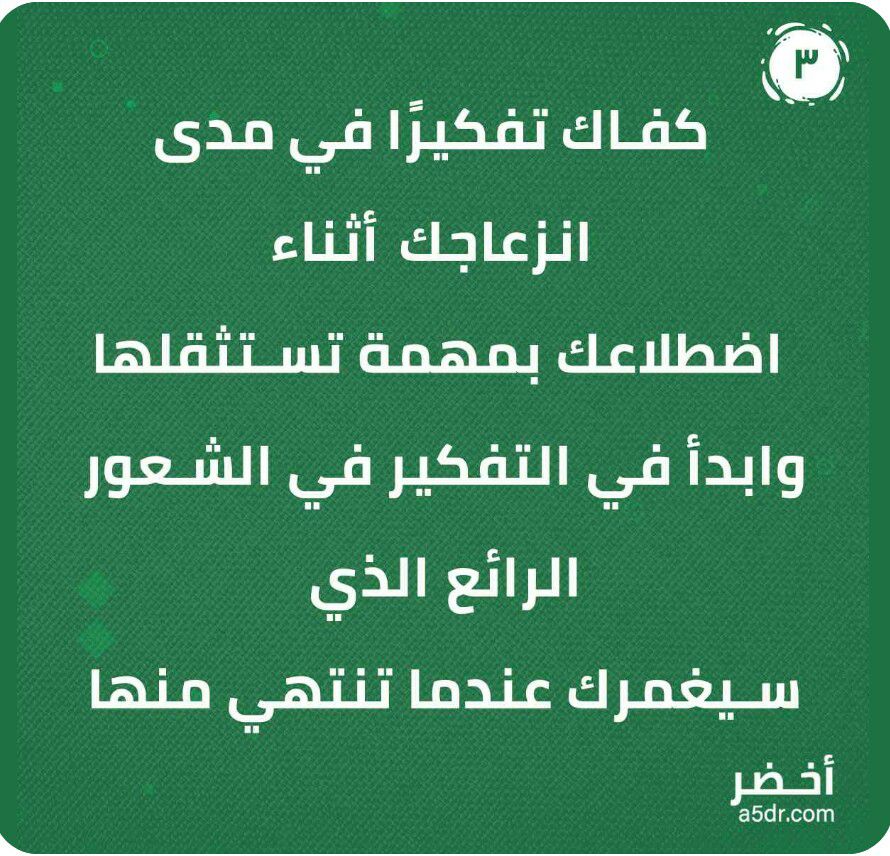 ٣
كفاك تفكيرًا في مدى
انزعاجك أثناء
اضطلاعك بمهمة تستثقلها
وابدأ في التفكير في الشعور
الرائع الذي
سيغمرك عندما تنتهي منها
أخضر
a5dr.com